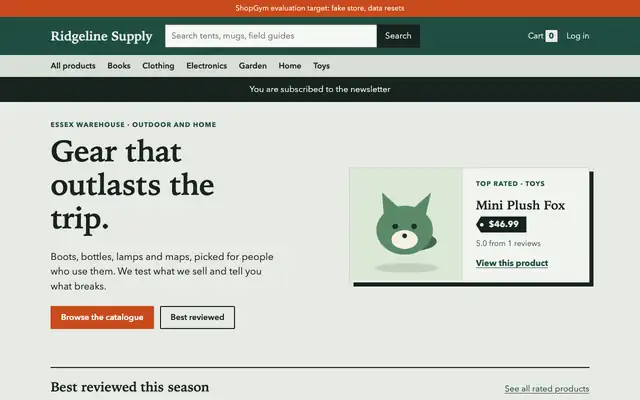 ShopGym evaluation target: fake store, data resets
Ridgeline Supply
Search tents, mugs, field guides
Search
Cart 0
Log in
All products Books Clothing Electronics Garden Home Toys
You are subscribed to the newsletter
ESSEX WAREHOUSE · OUTDOOR AND HOME
Gear that
outlasts the
trip.
Boots, bottles, lamps and maps, picked for people
who use them. We test what we sell and tell you
what breaks.
Browse the catalogue
Best reviewed
TOP RATED · TOYS
Mini Plush Fox
$46.99
5.0 from 1 reviews
View this product
Best reviewed this season
See all rated products